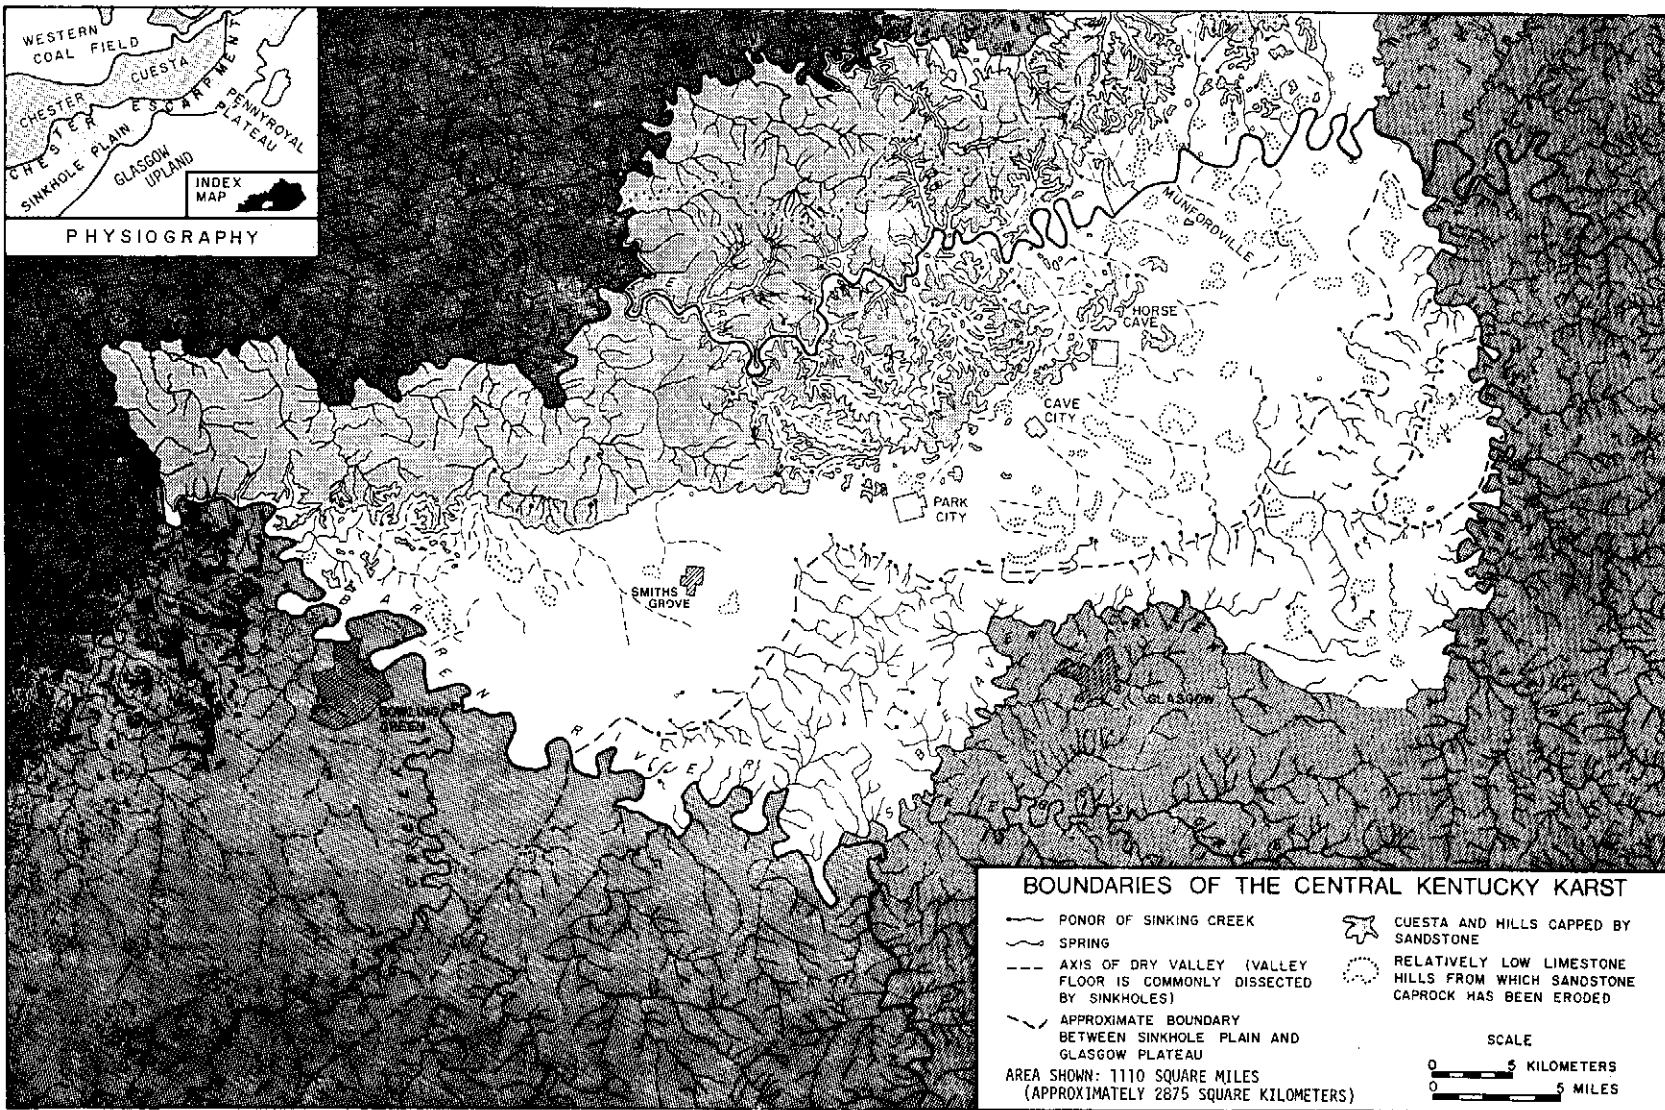 WESTERN
COAL FIELD
CUESTA
CHESTER
CHESTER ESCARPMENT
PENNYROYAL
PLATEAU
SINKHOLE PLAIN
GLASGOW
UPLAND
INDEX
MAP
PHYSIOGRAPHY
MUNFORDVILLE
HORSE
CAVE
CAVE
CITY
PARK
CITY
SMITHS
GROVE
BARREN
RIVER
BOWLING
GREEN
GLASGOW
BEAVER
BOUNDARIES OF THE CENTRAL KENTUCKY KARST
PONOR OF SINKING CREEK
SPRING
AXIS OF DRY VALLEY (VALLEY
FLOOR IS COMMONLY DISSECTED
BY SINKHOLES)
APPROXIMATE BOUNDARY
BETWEEN SINKHOLE PLAIN AND
GLASGOW PLATEAU
AREA SHOWN: 1110 SQUARE MILES
(APPROXIMATELY 2875 SQUARE KILOMETERS)
CUESTA AND HILLS CAPPED BY
SANDSTONE
RELATIVELY LOW LIMESTONE
HILLS FROM WHICH SANDSTONE
CAPROCK HAS BEEN ERODED
SCALE
0 5 KILOMETERS
0 5 MILES